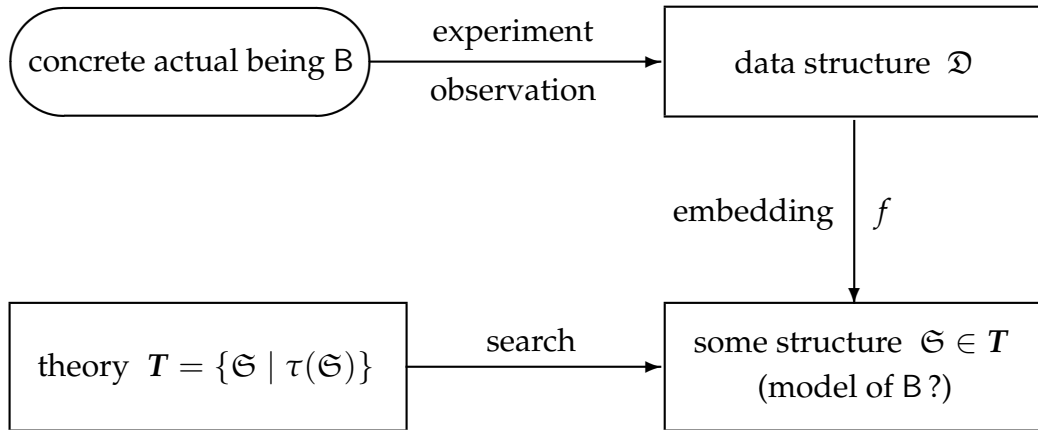 concrete actual being B
experiment
observation
data structure 𝔇
embedding f
theory T = {𝔖 | τ(𝔖)}
search
some structure 𝔖 ∈ T
(model of B ?)